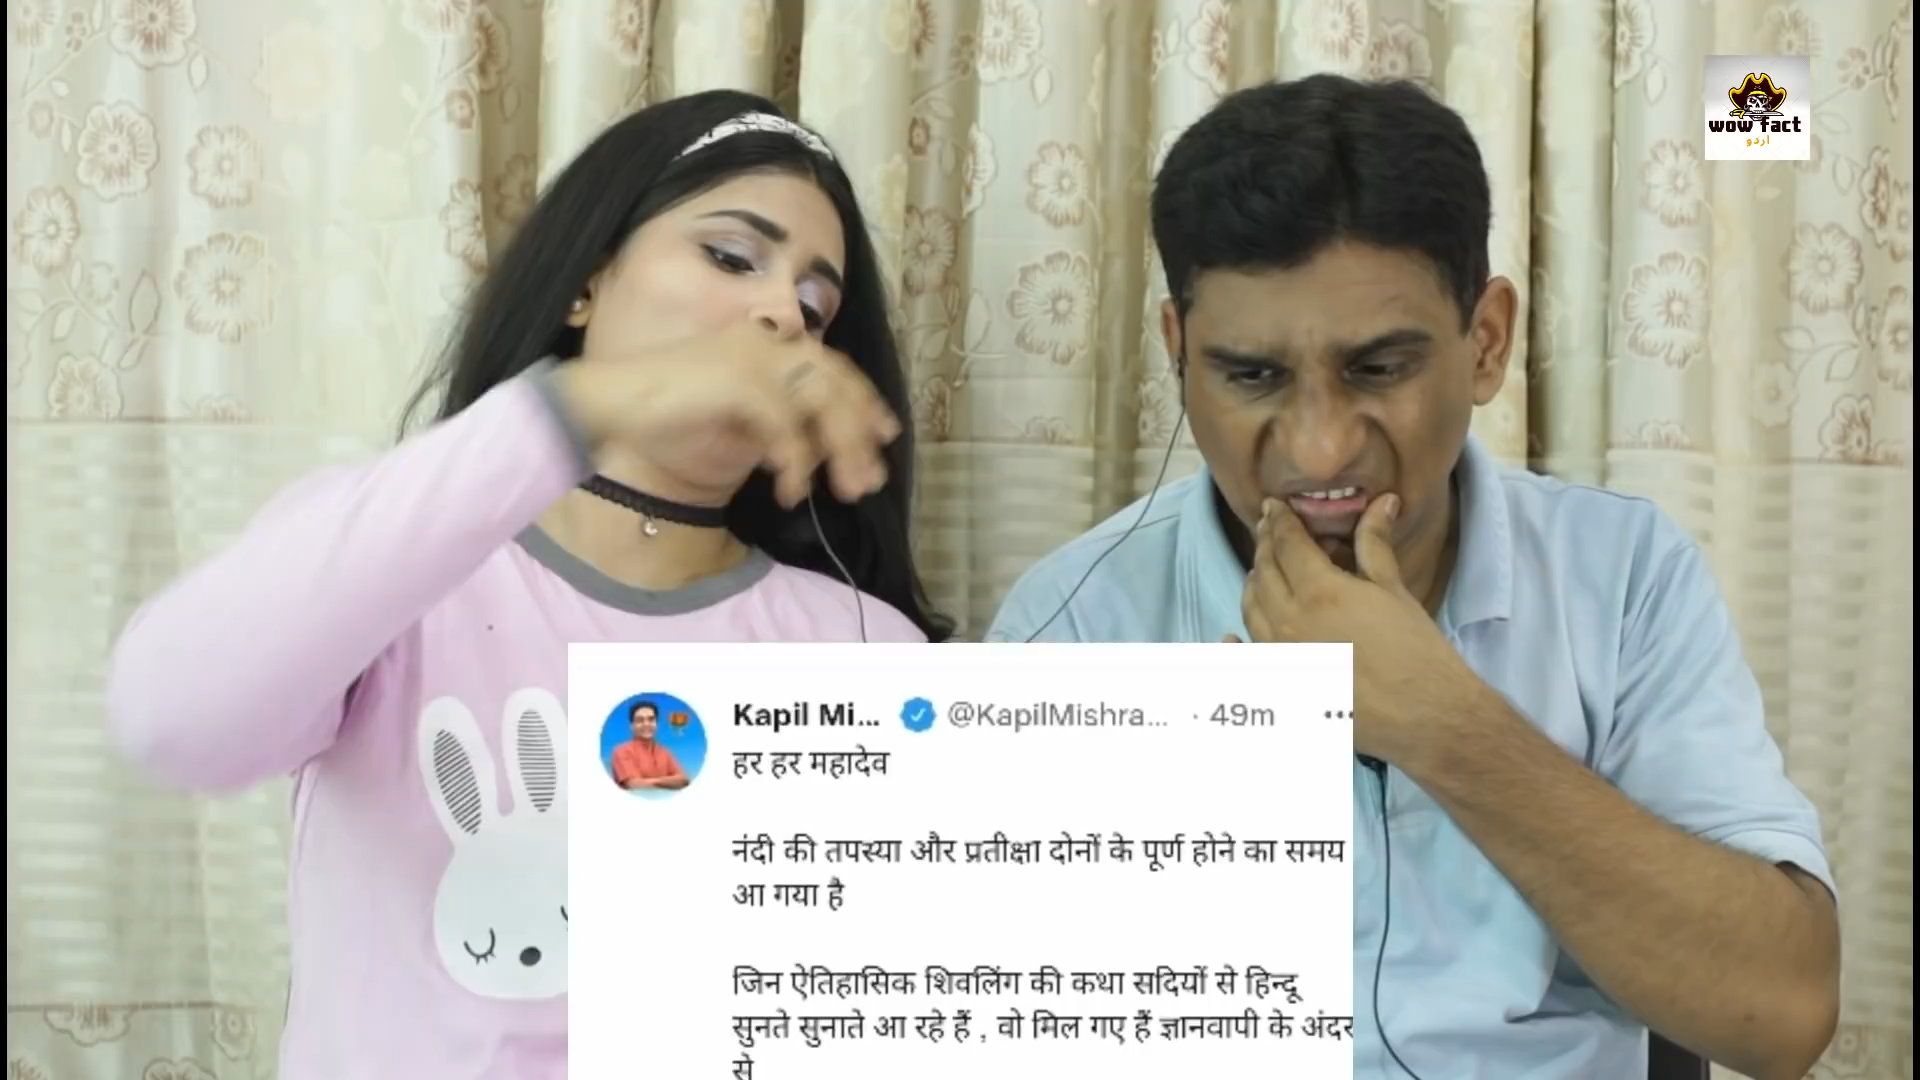 wow fact
اردو
Kapil Mi... @KapilMishra... · 49m ...
हर हर महादेव
नंदी की तपस्या और प्रतीक्षा दोनों के पूर्ण होने का समय
आ गया है
जिन ऐतिहासिक शिवलिंग की कथा सदियों से हिन्दू
सुनते सुनाते आ रहे हैं , वो मिल गए हैं ज्ञानवापी के अंदर
से